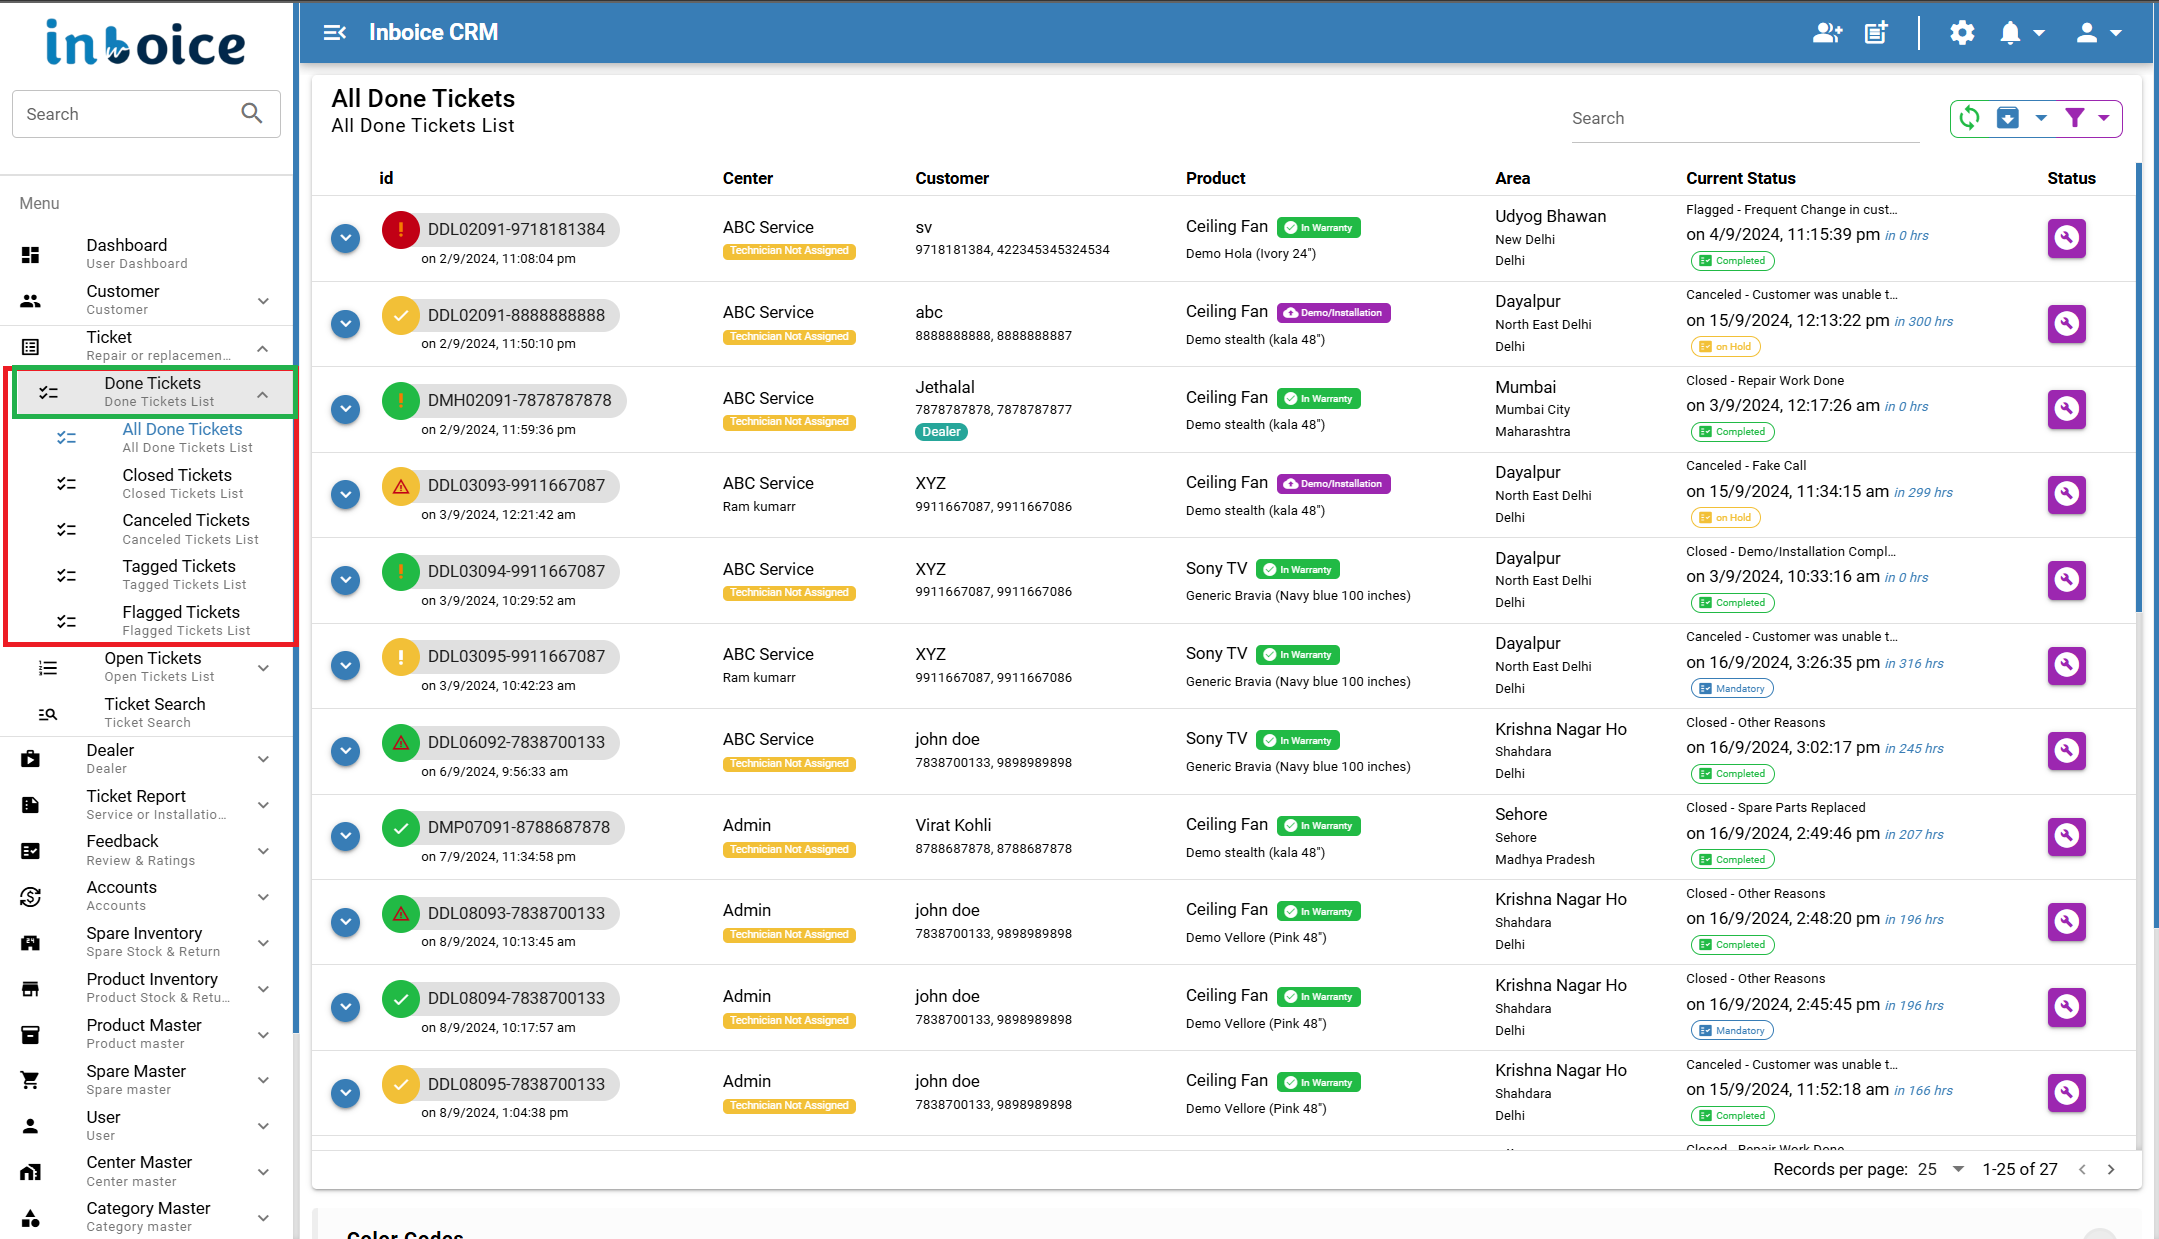 inboice
Search
Menu
Dashboard
User Dashboard
Customer
Customer
Ticket
Repair or replacemen...
Done Tickets
Done Tickets List
All Done Tickets
All Done Tickets List
Closed Tickets
Closed Tickets List
Canceled Tickets
Canceled Tickets List
Tagged Tickets
Tagged Tickets List
Flagged Tickets
Flagged Tickets List
Open Tickets
Open Tickets List
Ticket Search
Ticket Search
Dealer
Dealer
Ticket Report
Service or Installatio...
Feedback
Review & Ratings
Accounts
Accounts
Spare Inventory
Spare Stock & Return
Product Inventory
Product Stock & Retu...
Product Master
Product master
Spare Master
Spare master
User
User
Center Master
Center master
Category Master
Category master
Inboice CRM
All Done Tickets
All Done Tickets List
Search
id Center Customer Product Area Current Status Status
DDL02091-9718181384
on 2/9/2024, 11:08:04 pm
ABC Service
Technician Not Assigned
sv
9718181384, 422345345324534
Ceiling Fan In Warranty
Demo Hola (Ivory 24")
Udyog Bhawan
New Delhi
Delhi
Flagged - Frequent Change in cust...
on 4/9/2024, 11:15:39 pm in 0 hrs
Completed
DDL02091-8888888888
on 2/9/2024, 11:50:10 pm
ABC Service
Technician Not Assigned
abc
8888888888, 8888888887
Ceiling Fan Demo/Installation
Demo stealth (kala 48")
Dayalpur
North East Delhi
Delhi
Canceled - Customer was unable t...
on 15/9/2024, 12:13:22 pm in 300 hrs
on Hold
DMH02091-7878787878
on 2/9/2024, 11:59:36 pm
ABC Service
Technician Not Assigned
Jethalal
7878787878, 7878787877
Dealer
Ceiling Fan In Warranty
Demo stealth (kala 48")
Mumbai
Mumbai City
Maharashtra
Closed - Repair Work Done
on 3/9/2024, 12:17:26 am in 0 hrs
Completed
DDL03093-9911667087
on 3/9/2024, 12:21:42 am
ABC Service
Ram kumarr
XYZ
9911667087, 9911667086
Ceiling Fan Demo/Installation
Demo stealth (kala 48")
Dayalpur
North East Delhi
Delhi
Canceled - Fake Call
on 15/9/2024, 11:34:15 am in 299 hrs
on Hold
DDL03094-9911667087
on 3/9/2024, 10:29:52 am
ABC Service
Technician Not Assigned
XYZ
9911667087, 9911667086
Sony TV In Warranty
Generic Bravia (Navy blue 100 inches)
Dayalpur
North East Delhi
Delhi
Closed - Demo/Installation Compl...
on 3/9/2024, 10:33:16 am in 0 hrs
Completed
DDL03095-9911667087
on 3/9/2024, 10:42:23 am
ABC Service
Ram kumarr
XYZ
9911667087, 9911667086
Sony TV In Warranty
Generic Bravia (Navy blue 100 inches)
Dayalpur
North East Delhi
Delhi
Canceled - Customer was unable t...
on 16/9/2024, 3:26:35 pm in 316 hrs
Mandatory
DDL06092-7838700133
on 6/9/2024, 9:56:33 am
ABC Service
Technician Not Assigned
john doe
7838700133, 9898989898
Sony TV In Warranty
Generic Bravia (Navy blue 100 inches)
Krishna Nagar Ho
Shahdara
Delhi
Closed - Other Reasons
on 16/9/2024, 3:02:17 pm in 245 hrs
Completed
DMP07091-8788687878
on 7/9/2024, 11:34:58 pm
Admin
Technician Not Assigned
Virat Kohli
8788687878, 8788687878
Ceiling Fan In Warranty
Demo stealth (kala 48")
Sehore
Sehore
Madhya Pradesh
Closed - Spare Parts Replaced
on 16/9/2024, 2:49:46 pm in 207 hrs
Completed
DDL08093-7838700133
on 8/9/2024, 10:13:45 am
Admin
Technician Not Assigned
john doe
7838700133, 9898989898
Ceiling Fan In Warranty
Demo Vellore (Pink 48")
Krishna Nagar Ho
Shahdara
Delhi
Closed - Other Reasons
on 16/9/2024, 2:48:20 pm in 196 hrs
Completed
DDL08094-7838700133
on 8/9/2024, 10:17:57 am
Admin
Technician Not Assigned
john doe
7838700133, 9898989898
Ceiling Fan In Warranty
Demo Vellore (Pink 48")
Krishna Nagar Ho
Shahdara
Delhi
Closed - Other Reasons
on 16/9/2024, 2:45:45 pm in 196 hrs
Mandatory
DDL08095-7838700133
on 8/9/2024, 1:04:38 pm
Admin
Technician Not Assigned
john doe
7838700133, 9898989898
Ceiling Fan In Warranty
Demo Vellore (Pink 48")
Krishna Nagar Ho
Shahdara
Delhi
Canceled - Customer was unable t...
on 15/9/2024, 11:52:18 am in 166 hrs
Completed
Closed - Repair Work Done
Records per page: 25 1-25 of 27
Color Codes